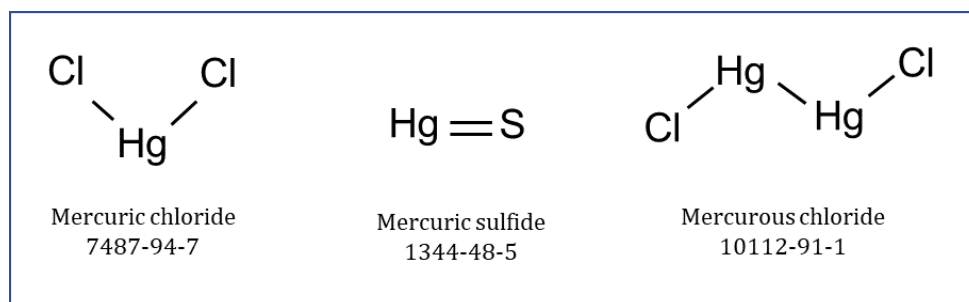 Cl
Cl
Hg
Mercuric chloride
7487-94-7
Hg=S
Mercuric sulfide
1344-48-5
Hg
Cl
Cl
Hg
Mercurous chloride
10112-91-1